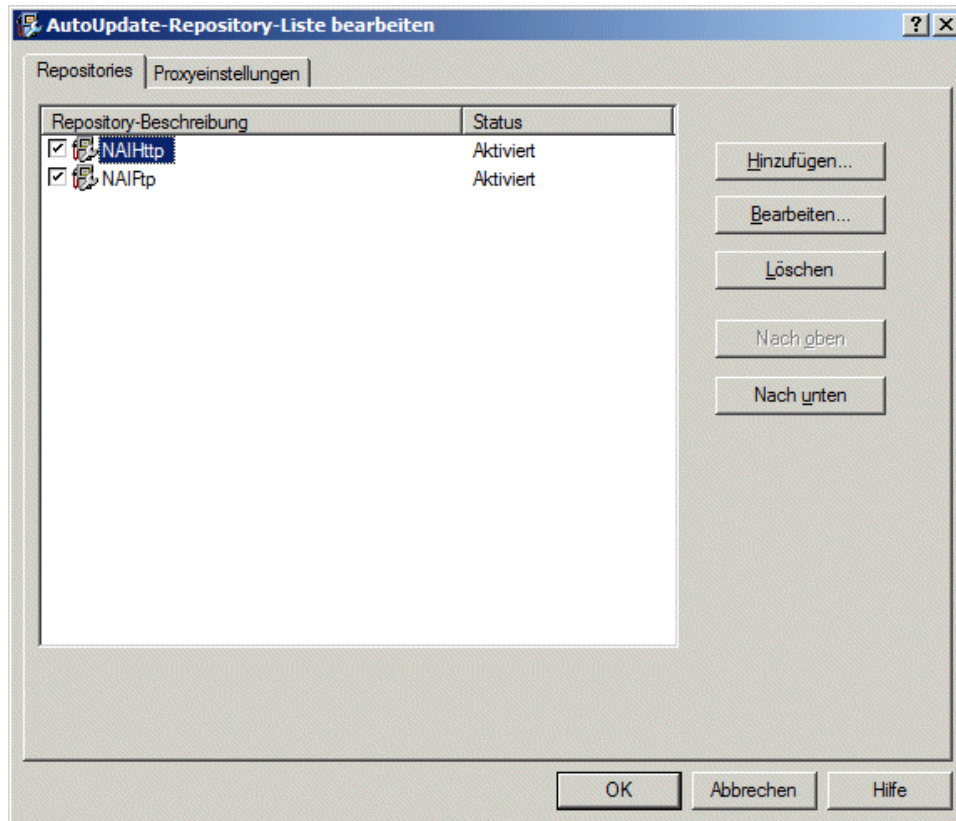 AutoUpdate-Repository-Liste bearbeiten
Repositories Proxyeinstellungen
Repository-Beschreibung Status
NAIHttp Aktiviert
NAIFtp Aktiviert
Hinzufügen...
Bearbeiten...
Löschen
Nach oben
Nach unten
OK Abbrechen Hilfe